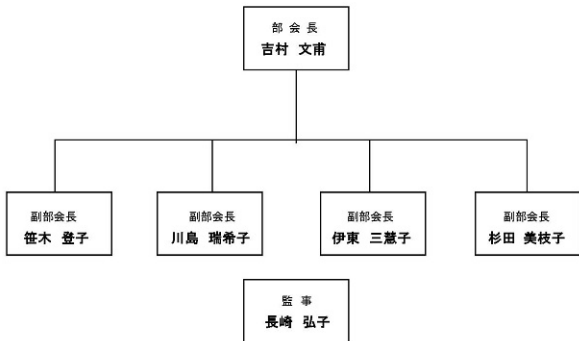 部会長
吉村 文甫
副部会長
笹木 登子
副部会長
川島 瑞希子
副部会長
伊東 三慧子
副部会長
杉田 美枝子
監事
長崎 弘子